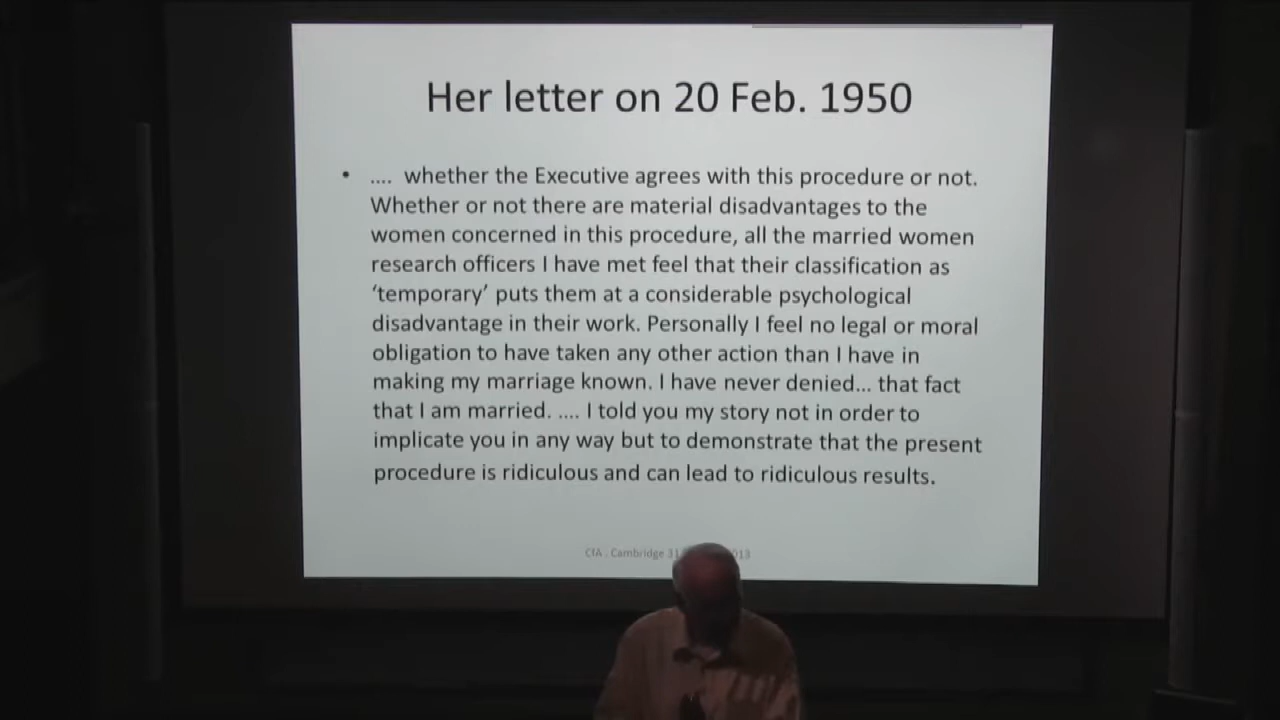 Her letter on 20 Feb. 1950
• .... whether the Executive agrees with this procedure or not.
Whether or not there are material disadvantages to the
women concerned in this procedure, all the married women
research officers I have met feel that their classification as
‘temporary’ puts them at a considerable psychological
disadvantage in their work. Personally I feel no legal or moral
obligation to have taken any other action than I have in
making my marriage known. I have never denied... that fact
that I am married. .... I told you my story not in order to
implicate you in any way but to demonstrate that the present
procedure is ridiculous and can lead to ridiculous results.
CfA . Cambridge